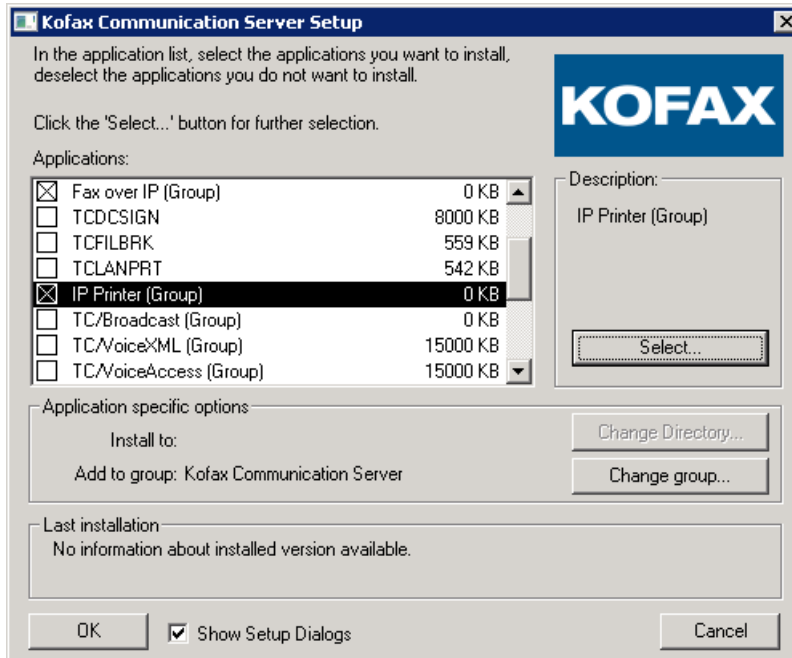 Kofax Communication Server Setup
In the application list, select the applications you want to install,
deselect the applications you do not want to install.
KOFAX
Click the 'Select...' button for further selection.
Applications:
Fax over IP (Group) 0 KB
TCDCSIGN 8000 KB
TCFILBRK 559 KB
TCLANPRT 542 KB
IP Printer (Group) 0 KB
TC/Broadcast (Group) 0 KB
TC/VoiceXML (Group) 15000 KB
TC/VoiceAccess (Group) 15000 KB
Description:
IP Printer (Group)
Select...
Application specific options
Install to:
Change Directory...
Add to group: Kofax Communication Server
Change group...
Last installation
No information about installed version available.
OK
Show Setup Dialogs
Cancel